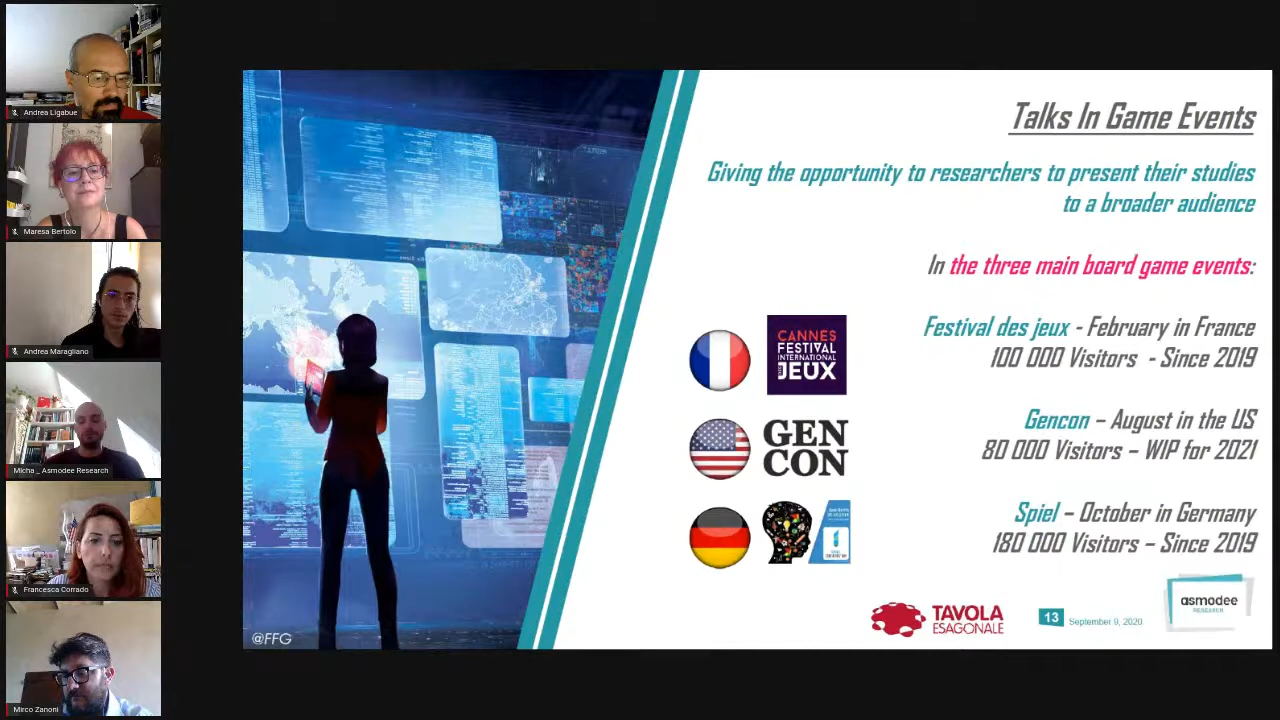 Andrea Ligabue
Maresa Bertolo
Andrea Maragliano
Micha _ Asmodee Research
Francesca Corrado
Mirco Zanoni
Talks In Game Events
Giving the opportunity to researchers to present their studies
to a broader audience
In the three main board game events:
CANNES
FESTIVAL
INTERNATIONAL
JEUX
Festival des jeux - February in France
100 000 Visitors - Since 2019
GEN
CON
Gencon – August in the US
80 000 Visitors – WIP for 2021
Spiel – October in Germany
180 000 Visitors – Since 2019
@FFG
TAVOLA
ESAGONALE
13
September 9, 2020
asmodee
RESEARCH